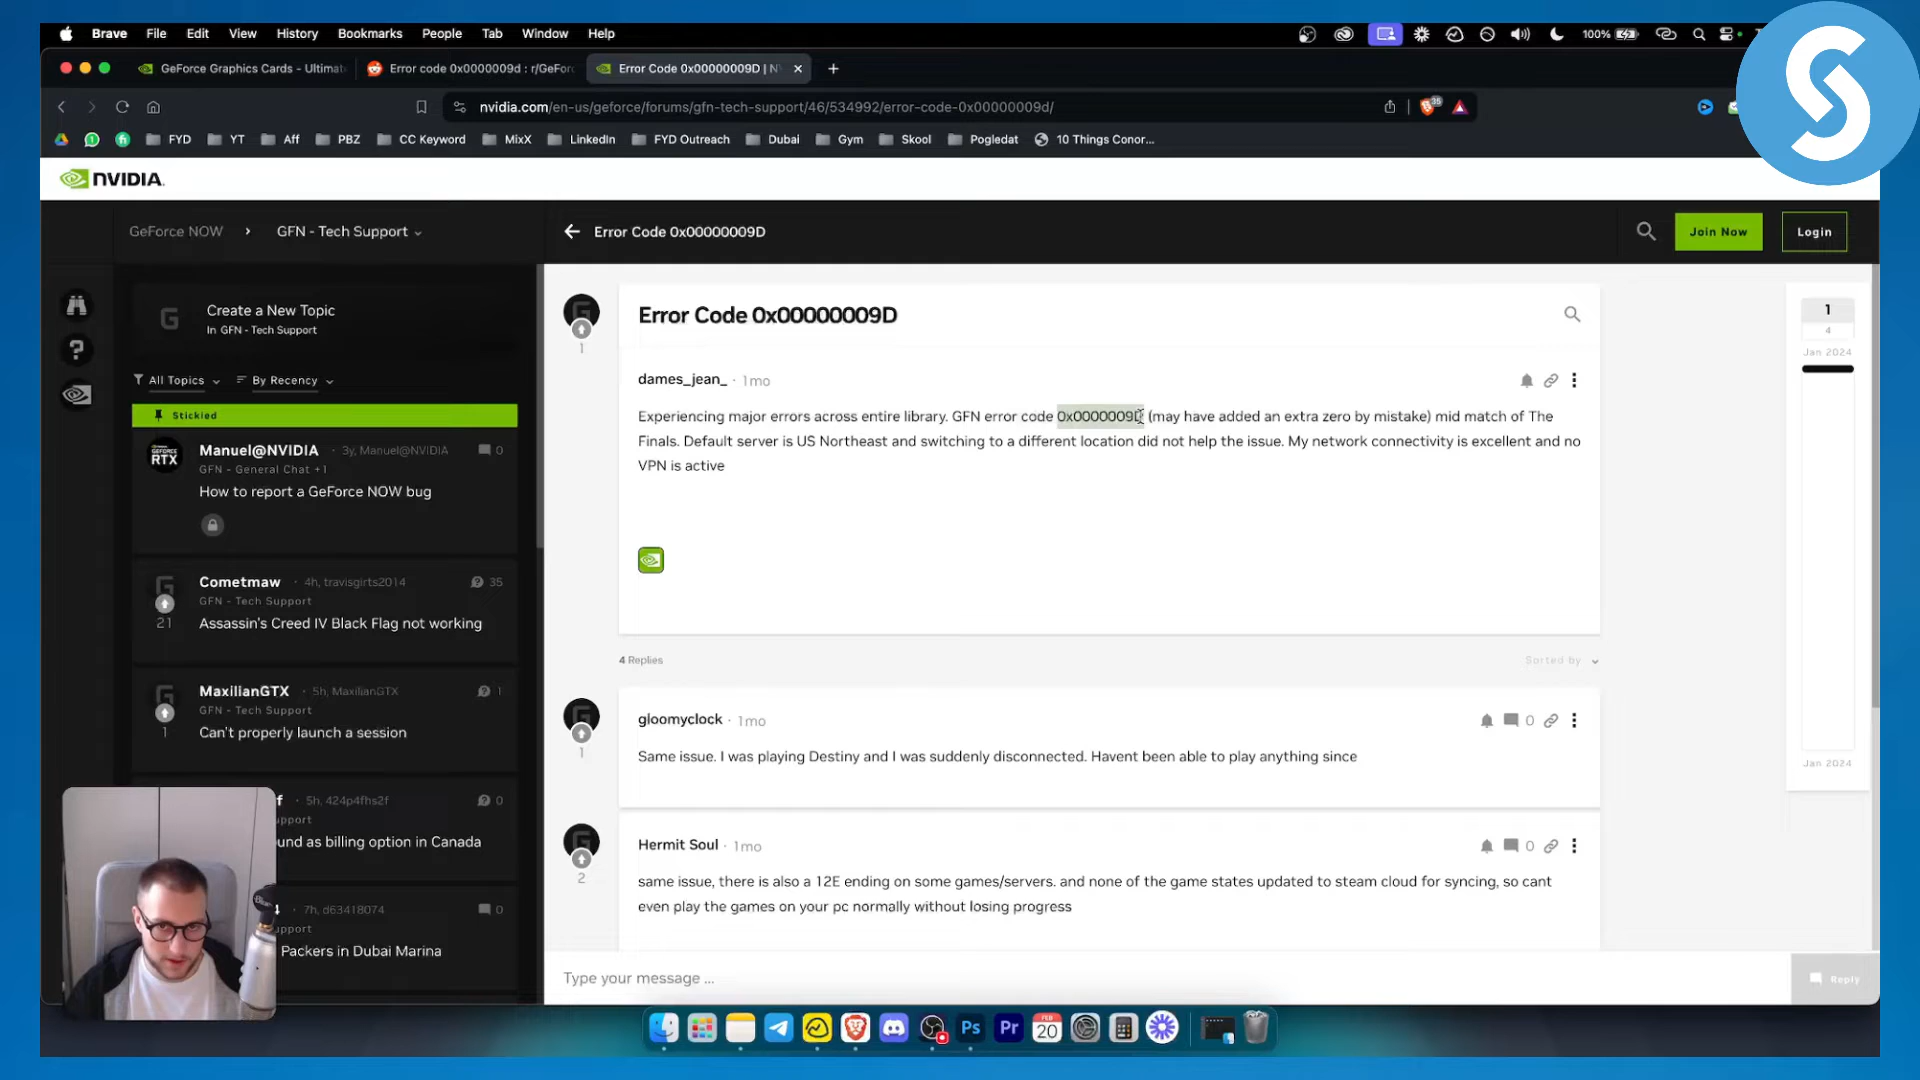 Brave File Edit View History Bookmarks People Tab Window Help 100%
GeForce Graphics Cards - Ultimat
Error code 0x0000009d : r/GeFor
Error Code 0x00000009D | N
nvidia.com/en-us/geforce/forums/gfn-tech-support/46/534992/error-code-0x00000009d/
35
FYD YT Aff PBZ CC Keyword MixX LinkedIn FYD Outreach Dubai Gym Skool Pogledat 10 Things Conor...
NVIDIA.
GeForce NOW > GFN - Tech Support
Error Code 0x00000009D
Join Now
Login
Create a New Topic
In GFN - Tech Support
All Topics By Recency
Stickied
Manuel@NVIDIA · 3y, Manuel@NVIDIA 0
GFN - General Chat +1
How to report a GeForce NOW bug
Cometmaw · 4h, travisgirts2014 35
GFN - Tech Support
21
Assassin's Creed IV Black Flag not working
MaxilianGTX · 5h, MaxilianGTX 1
GFN - Tech Support
1
Can't properly launch a session
f · 5h, 424p4fhs2f 0
upport
und as billing option in Canada
· 7h, d63418074 0
upport
Packers in Dubai Marina
Error Code 0x00000009D
1
dames_jean_ · 1mo
Experiencing major errors across entire library. GFN error code 0x0000009D (may have added an extra zero by mistake) mid match of The
Finals. Default server is US Northeast and switching to a different location did not help the issue. My network connectivity is excellent and no
VPN is active
4 Replies
Sorted by
gloomyclock · 1mo 0
1
Same issue. I was playing Destiny and I was suddenly disconnected. Havent been able to play anything since
Hermit Soul · 1mo 0
2
same issue, there is also a 12E ending on some games/servers. and none of the game states updated to steam cloud for syncing, so cant
even play the games on your pc normally without losing progress
Type your message ...
Reply
1
4
Jan 2024
Jan 2024
GEFORCE
RTX
Ps
Pr
FEB
20
S